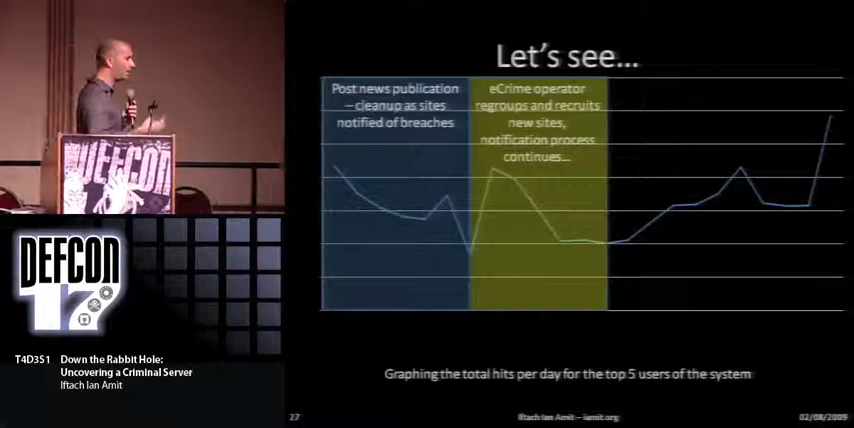 Let's see...
Post news publication
– cleanup as sites
notified of breaches
eCrime operator
regroups and recruits
new sites,
notification process
continues...
Graphing the total hits per day for the top 5 users of the system
27
Iftach Ian Amit – iamit.org
02/08/2009
DEFCON
DEFCON
17
T4D3S1
Down the Rabbit Hole:
Uncovering a Criminal Server
Iftach Ian Amit